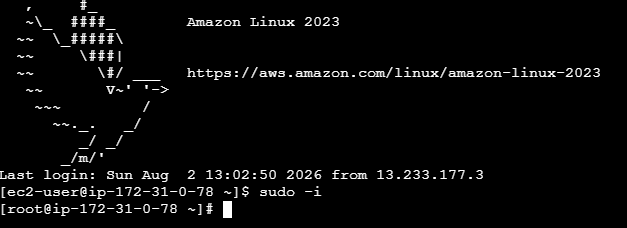 ,     #_
   ~\_  ####_        Amazon Linux 2023
  ~~  \_#####\
  ~~     \###|
  ~~       \#/ ___   https://aws.amazon.com/linux/amazon-linux-2023
   ~~       V~' '->
    ~~~         /
      ~~._.   _/
         _/ _/
       _/m/'
Last login: Sun Aug  2 13:02:50 2026 from 13.233.177.3
[ec2-user@ip-172-31-0-78 ~]$ sudo -i
[root@ip-172-31-0-78 ~]#